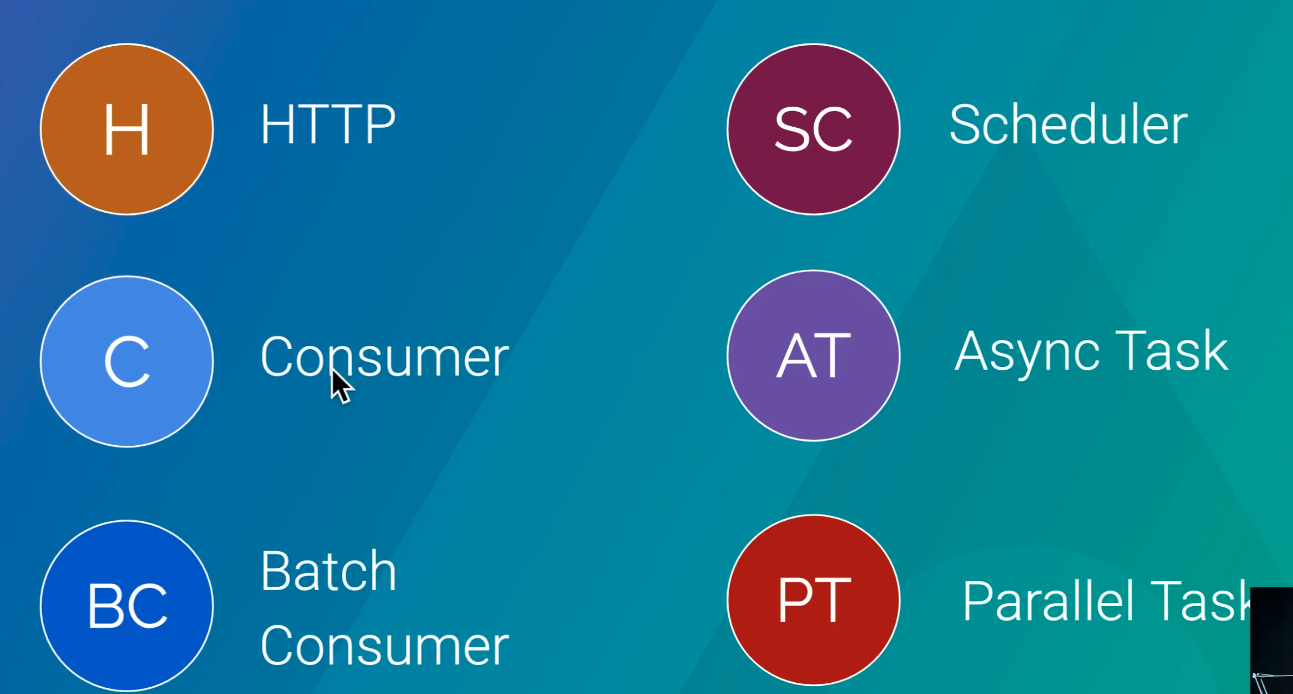 H
HTTP
SC
Scheduler
C
Consumer
AT
Async Task
BC
Batch
Consumer
PT
Parallel Task